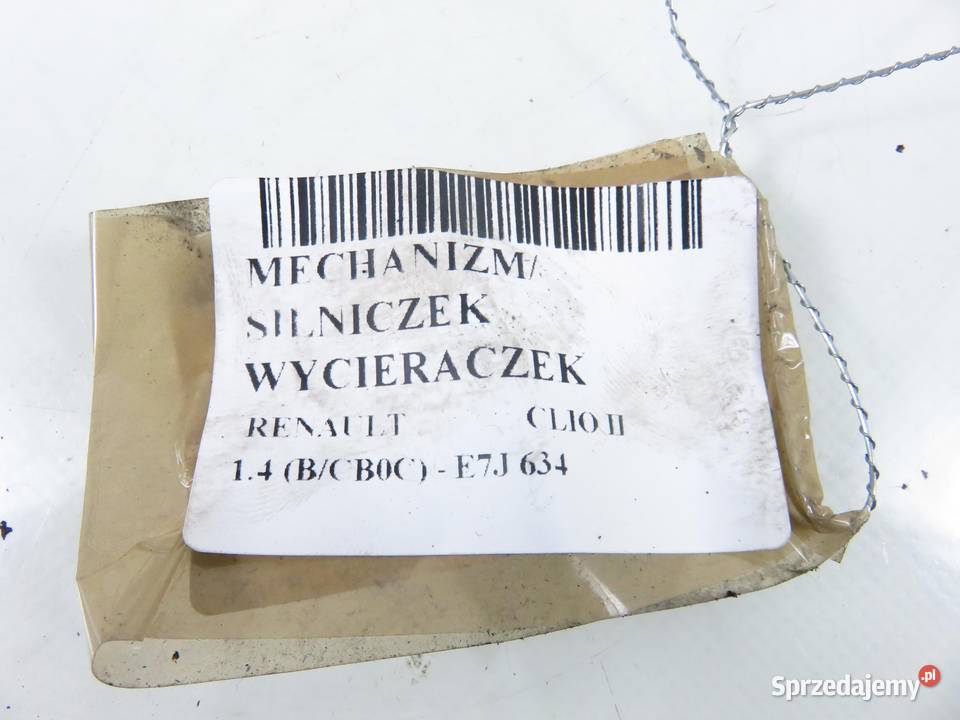 MECHANIZM/
SILNICZEK
WYCIERACZEK
RENAULT CLIO II
1.4 (B/CB0C) - E7J 634
Sprzedajemy.pl